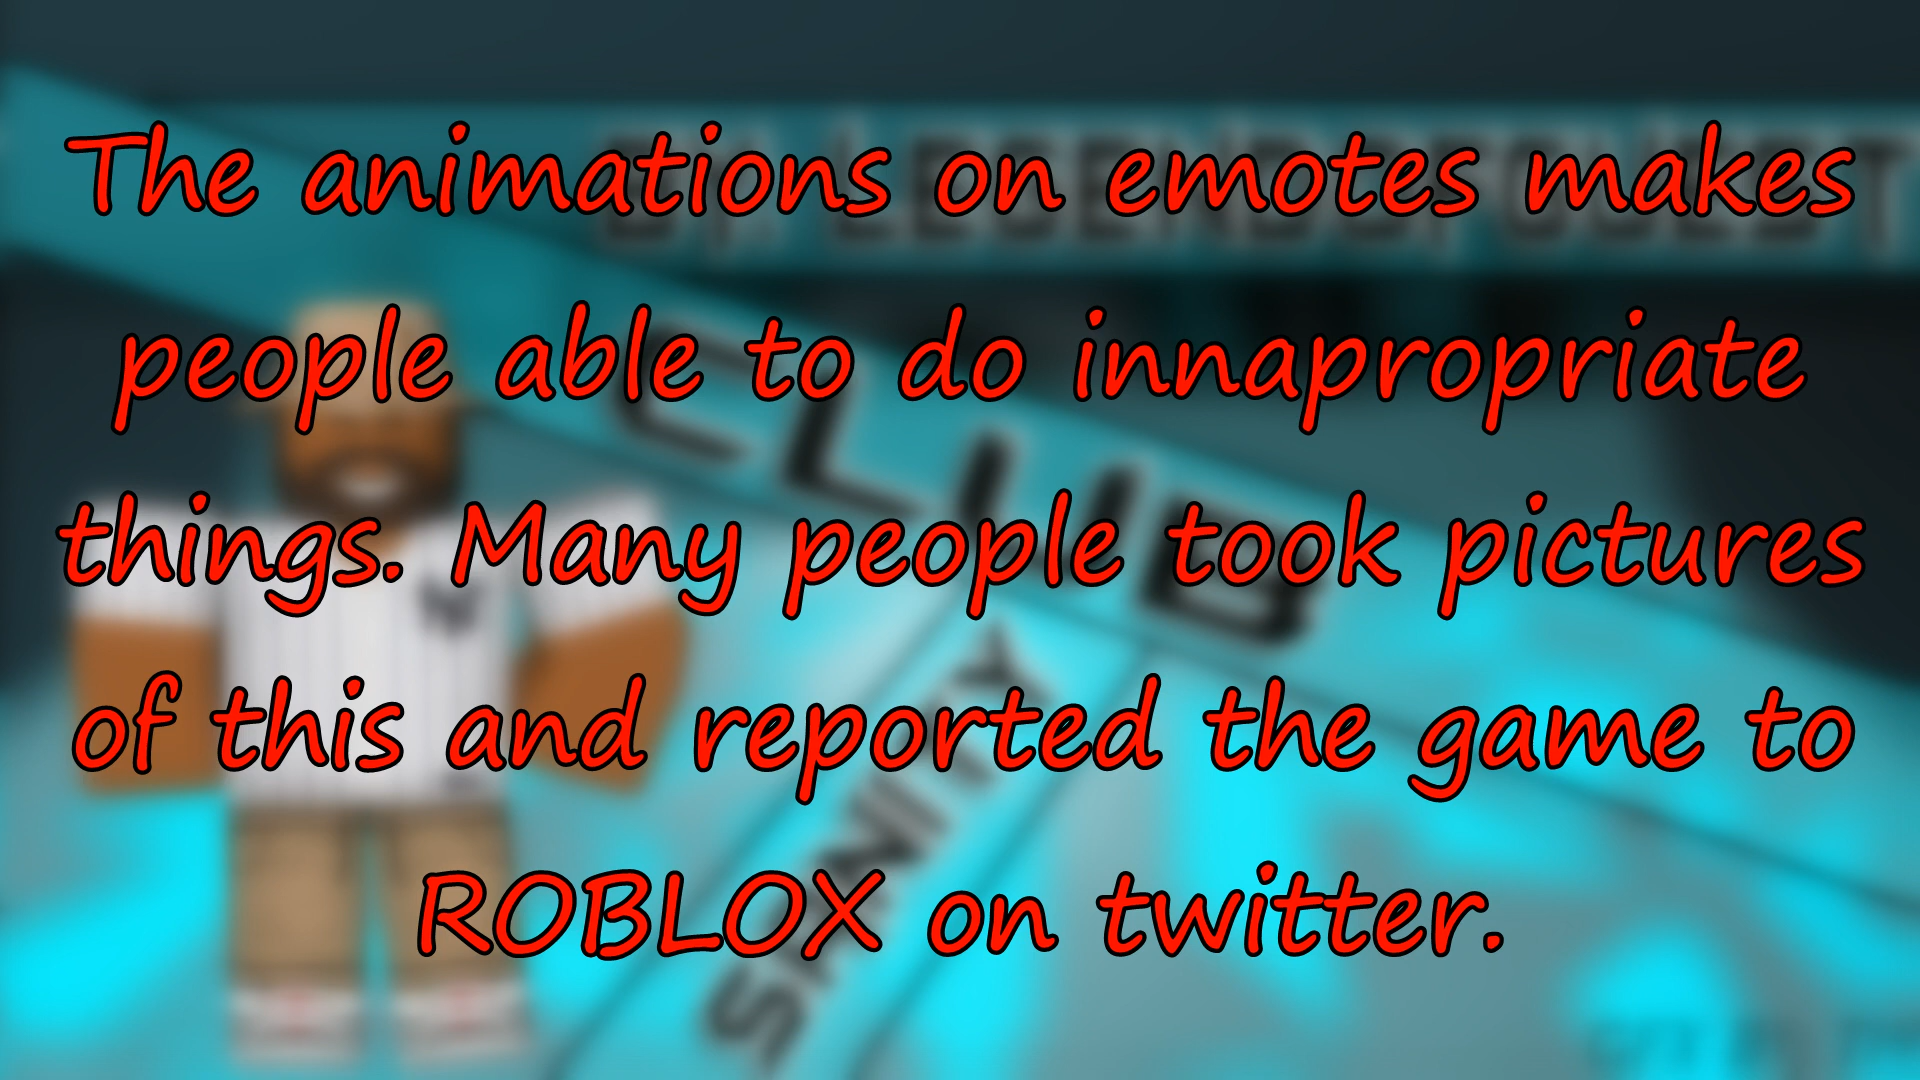 The animations on emotes makes
people able to do innapropriate
things. Many people took pictures
of this and reported the game to
ROBLOX on twitter.
CLUB